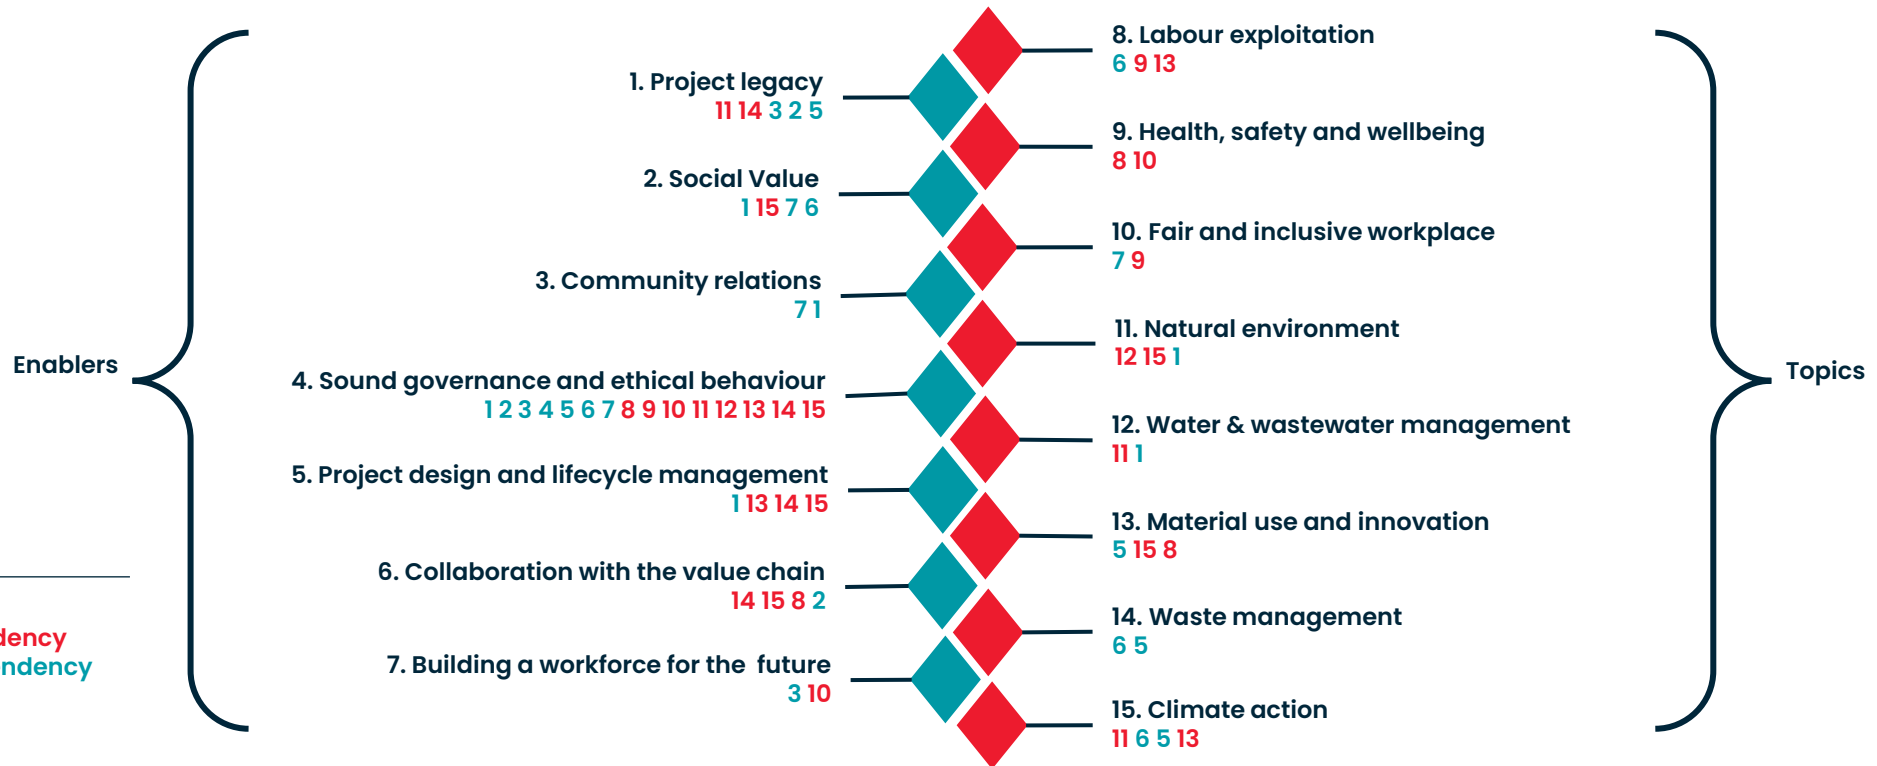 Enablers
1. Project legacy
11 14 3 2 5
2. Social Value
1 15 7 6
3. Community relations
7 1
4. Sound governance and ethical behaviour
1 2 3 4 5 6 7 8 9 10 11 12 13 14 15
5. Project design and lifecycle management
1 13 14 15
6. Collaboration with the value chain
14 15 8 2
7. Building a workforce for the future
3 10
8. Labour exploitation
6 9 13
9. Health, safety and wellbeing
8 10
10. Fair and inclusive workplace
7 9
11. Natural environment
12 15 1
12. Water & wastewater management
11 1
13. Material use and innovation
5 15 8
14. Waste management
6 5
15. Climate action
11 6 5 13
Topics